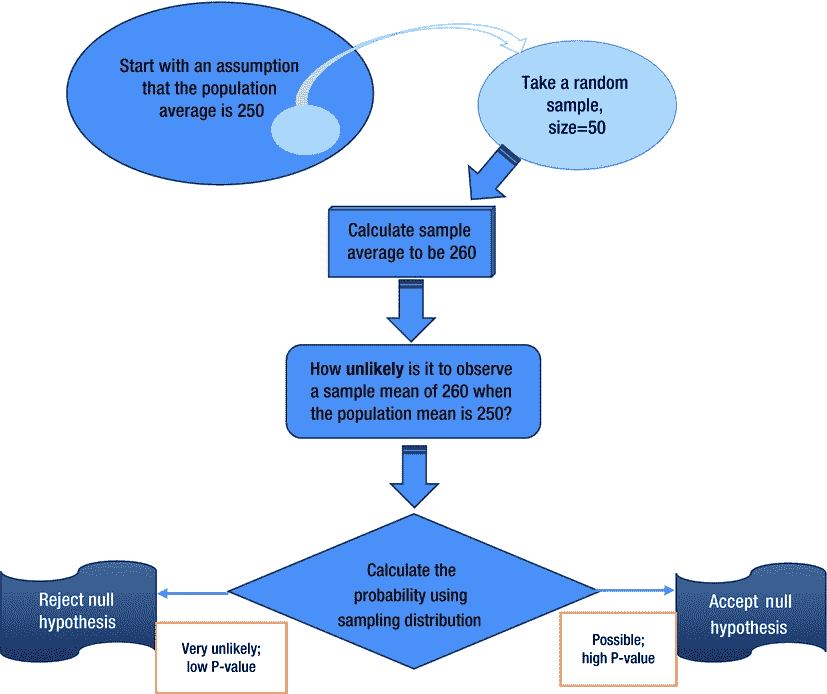 Start with an assumption
that the population
average is 250
Take a random
sample,
size=50
Calculate sample
average to be 260
How unlikely is it to observe
a sample mean of 260 when
the population mean is 250?
Calculate the
probability using
sampling distribution
Reject null
hypothesis
Very unlikely;
low P-value
Possible;
high P-value
Accept null
hypothesis